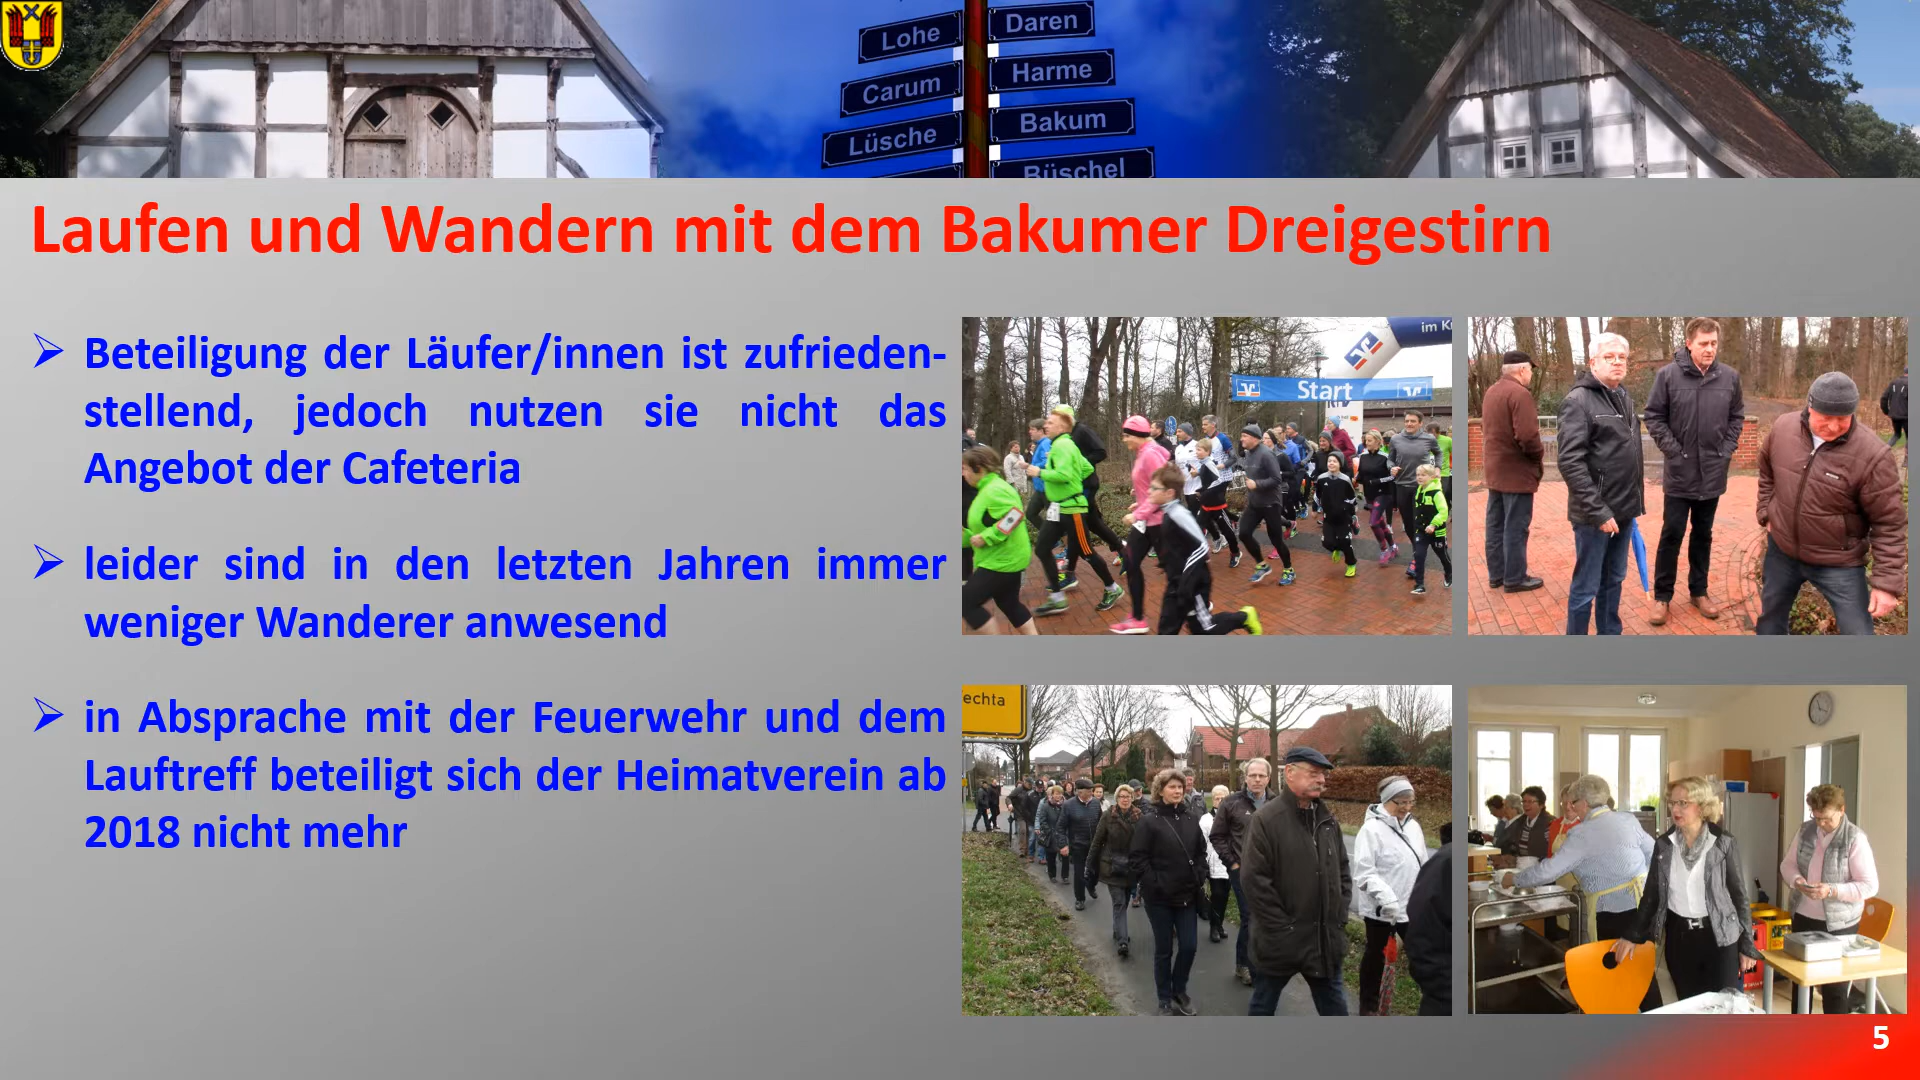 Lohe
Daren
Carum
Harme
Lüsche
Bakum
Büschel
Laufen und Wandern mit dem Bakumer Dreigestirn
Beteiligung der Läufer/innen ist zufrieden-
stellend, jedoch nutzen sie nicht das
Angebot der Cafeteria
leider sind in den letzten Jahren immer
weniger Wanderer anwesend
in Absprache mit der Feuerwehr und dem
Lauftreff beteiligt sich der Heimatverein ab
2018 nicht mehr
im K
Start
echta
5